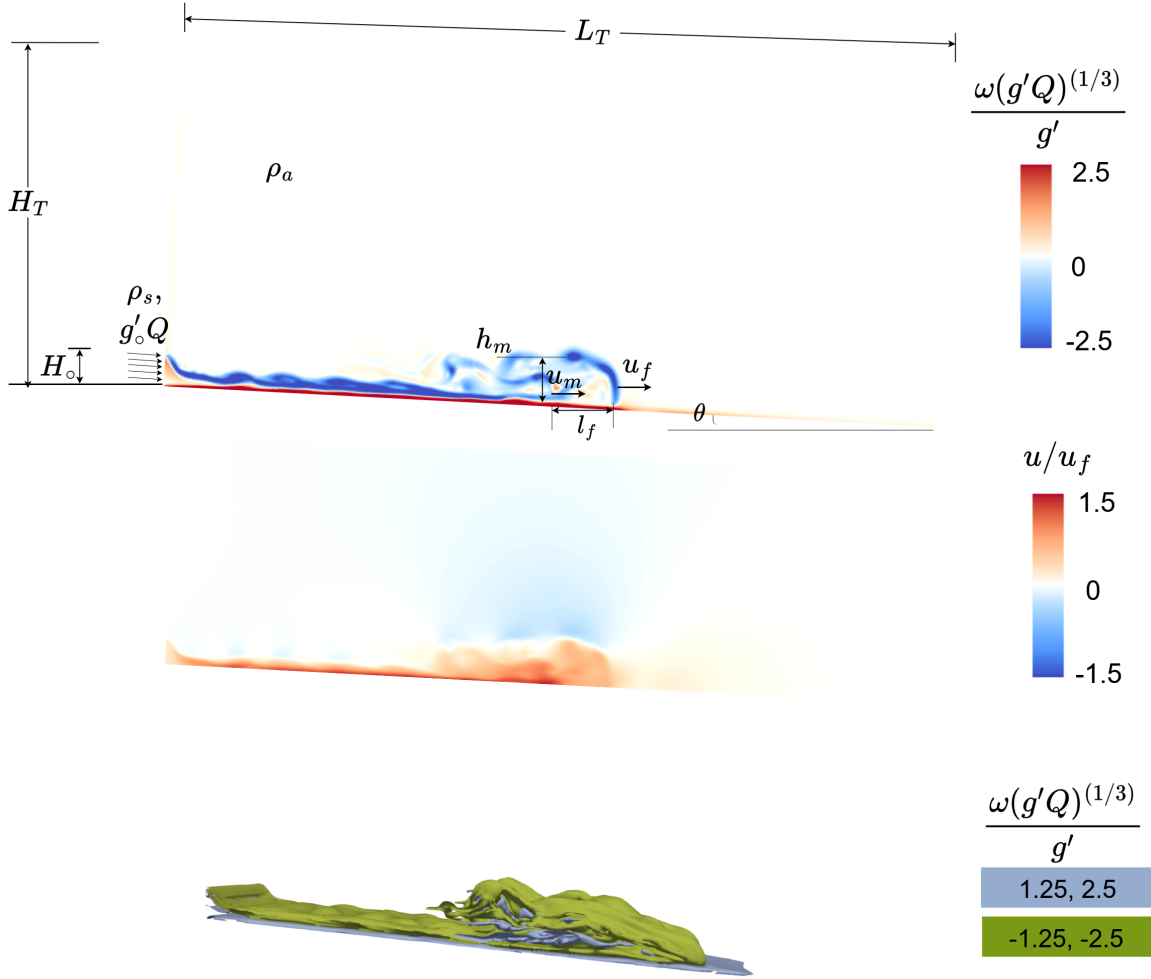 L_T
ω(g′Q)^(1/3)
g′
2.5
0
-2.5
ρ_a
H_T
ρ_s,
g′_∘Q
H_∘
h_m
u_m
u_f
l_f
θ
u/u_f
1.5
0
-1.5
ω(g′Q)^(1/3)
g′
1.25, 2.5
-1.25, -2.5